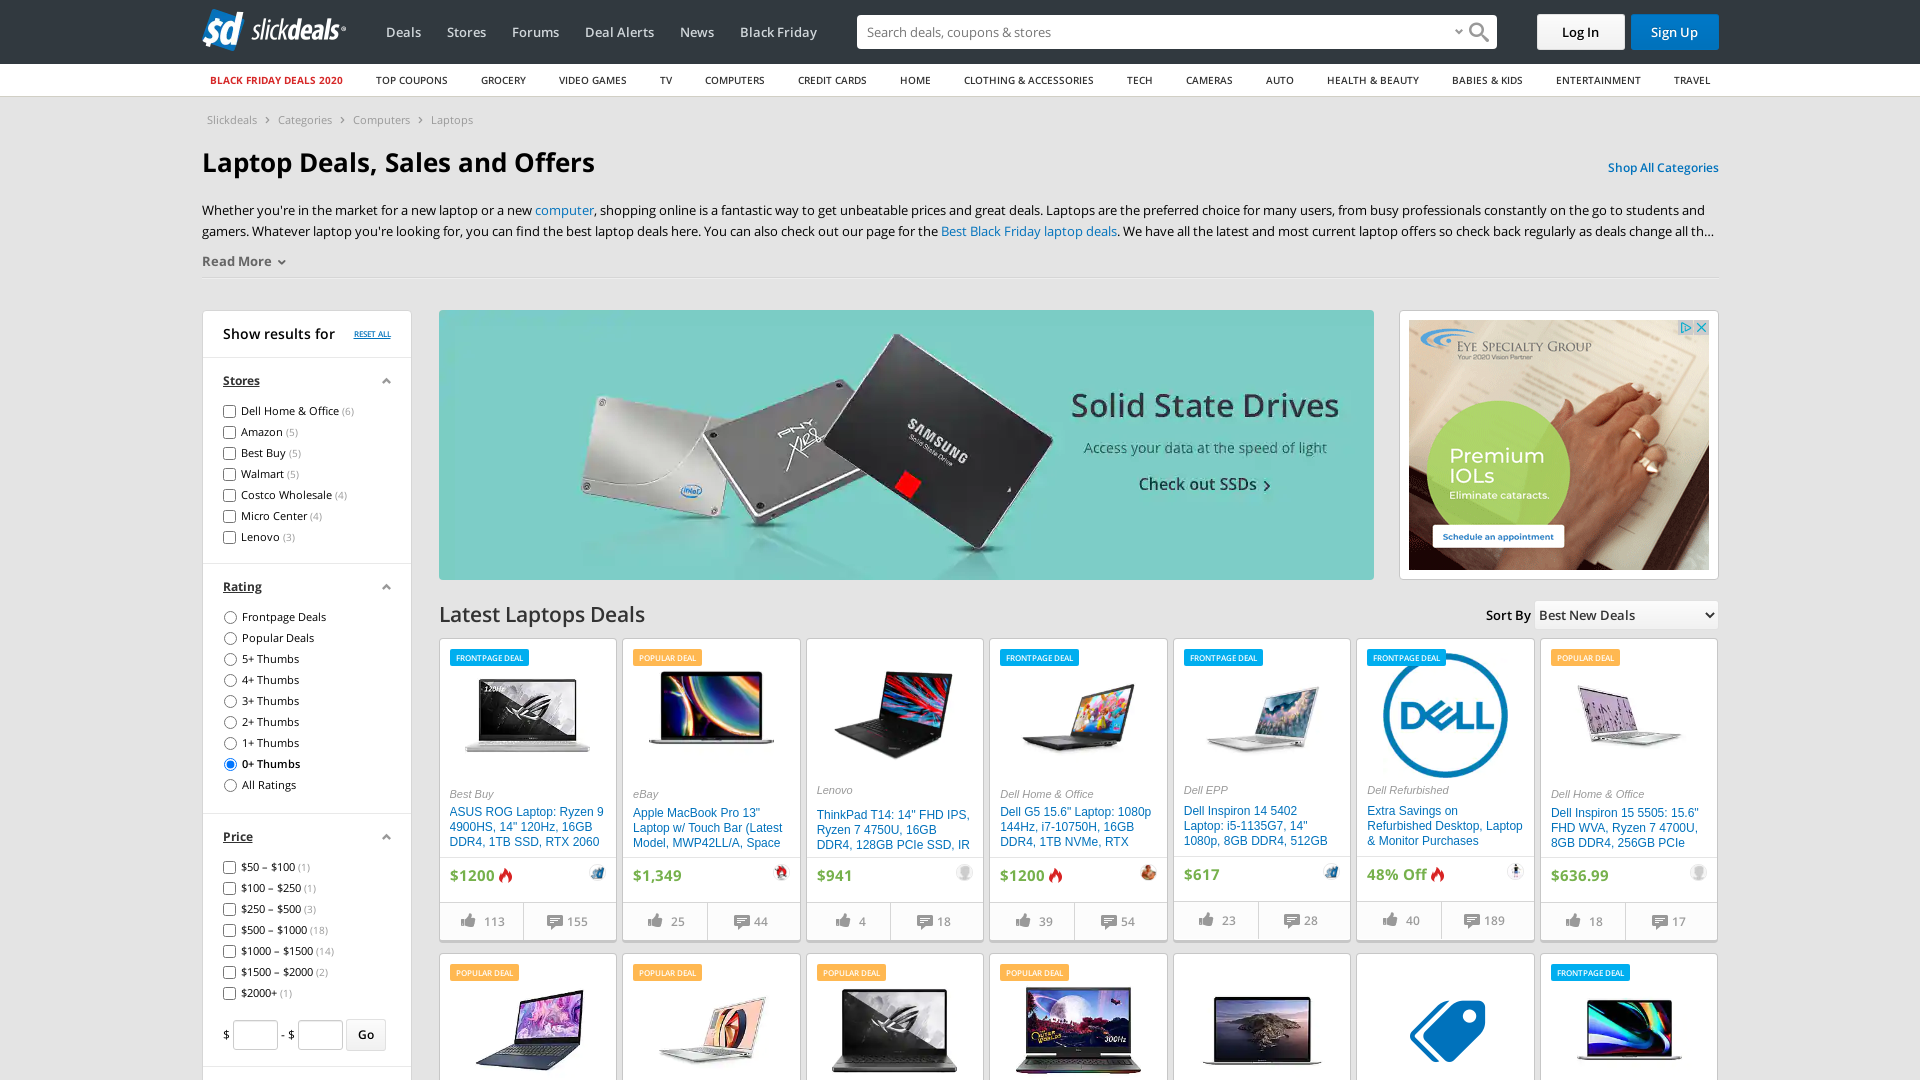 slickdeals
Deals
Stores
Forums
Deal Alerts
News
Black Friday
Search deals, coupons & stores
Log In
Sign Up
BLACK FRIDAY DEALS 2020
TOP COUPONS
GROCERY
VIDEO GAMES
TV
COMPUTERS
CREDIT CARDS
HOME
CLOTHING & ACCESSORIES
TECH
CAMERAS
AUTO
HEALTH & BEAUTY
BABIES & KIDS
ENTERTAINMENT
TRAVEL
Slickdeals > Categories > Computers > Laptops
Laptop Deals, Sales and Offers
Shop All Categories
Whether you're in the market for a new laptop or a new computer, shopping online is a fantastic way to get unbeatable prices and great deals. Laptops are the preferred choice for many users, from busy professionals constantly on the go to students and
gamers. Whatever laptop you're looking for, you can find the best laptop deals here. You can also check out our page for the Best Black Friday laptop deals. We have all the latest and most current laptop offers so check back regularly as deals change all th...
Read More
Show results for
RESET ALL
Stores
Dell Home & Office (6)
Amazon (5)
Best Buy (5)
Walmart (5)
Costco Wholesale (4)
Micro Center (4)
Lenovo (3)
Rating
Frontpage Deals
Popular Deals
5+ Thumbs
4+ Thumbs
3+ Thumbs
2+ Thumbs
1+ Thumbs
0+ Thumbs
All Ratings
Price
$50 – $100 (1)
$100 – $250 (1)
$250 – $500 (3)
$500 – $1000 (18)
$1000 – $1500 (14)
$1500 – $2000 (2)
$2000+ (1)
$ - $ Go
intel
PNY
XLR8
SAMSUNG
Solid State Drive
Solid State Drives
Access your data at the speed of light
Check out SSDs
EYE SPECIALTY GROUP
Your 2020 Vision Partner
Premium
IOLs
Eliminate cataracts.
Schedule an appointment
Latest Laptops Deals
Sort By Best New Deals
FRONTPAGE DEAL
120Hz
Best Buy
ASUS ROG Laptop: Ryzen 9
4900HS, 14" 120Hz, 16GB
DDR4, 1TB SSD, RTX 2060
$1200
113
155
POPULAR DEAL
eBay
Apple MacBook Pro 13"
Laptop w/ Touch Bar (Latest
Model, MWP42LL/A, Space
$1,349
25
44
Lenovo
ThinkPad T14: 14" FHD IPS,
Ryzen 7 4750U, 16GB
DDR4, 128GB PCIe SSD, IR
$941
4
18
FRONTPAGE DEAL
Dell Home & Office
Dell G5 15.6" Laptop: 1080p
144Hz, i7-10750H, 16GB
DDR4, 1TB NVMe, RTX
$1200
39
54
FRONTPAGE DEAL
Dell EPP
Dell Inspiron 14 5402
Laptop: i5-1135G7, 14"
1080p, 8GB DDR4, 512GB
$617
23
28
FRONTPAGE DEAL
DELL
Dell Refurbished
Extra Savings on
Refurbished Desktop, Laptop
& Monitor Purchases
48% Off
40
189
POPULAR DEAL
Dell Home & Office
Dell Inspiron 15 5505: 15.6"
FHD WVA, Ryzen 7 4700U,
8GB DDR4, 256GB PCIe
$636.99
18
17
POPULAR DEAL
POPULAR DEAL
POPULAR DEAL
POPULAR DEAL
300Hz
FRONTPAGE DEAL